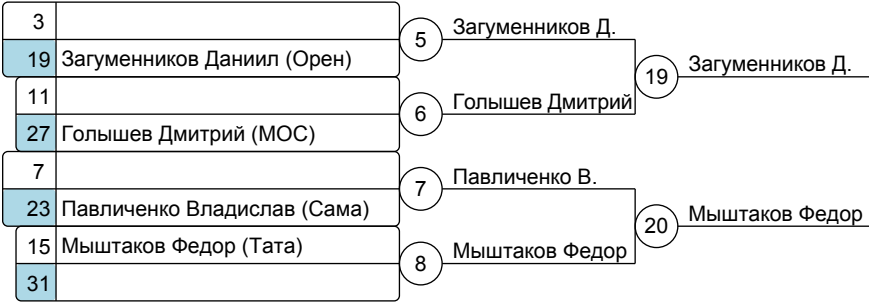 3
19 Загуменников Даниил (Орен)
11
27 Голышев Дмитрий (МОС)
7
23 Павличенко Владислав (Сама)
15 Мыштаков Федор (Тата)
31
5
6
7
8
Загуменников Д.
Голышев Дмитрий
Павличенко В.
Мыштаков Федор
19
20
Загуменников Д.
Мыштаков Федор